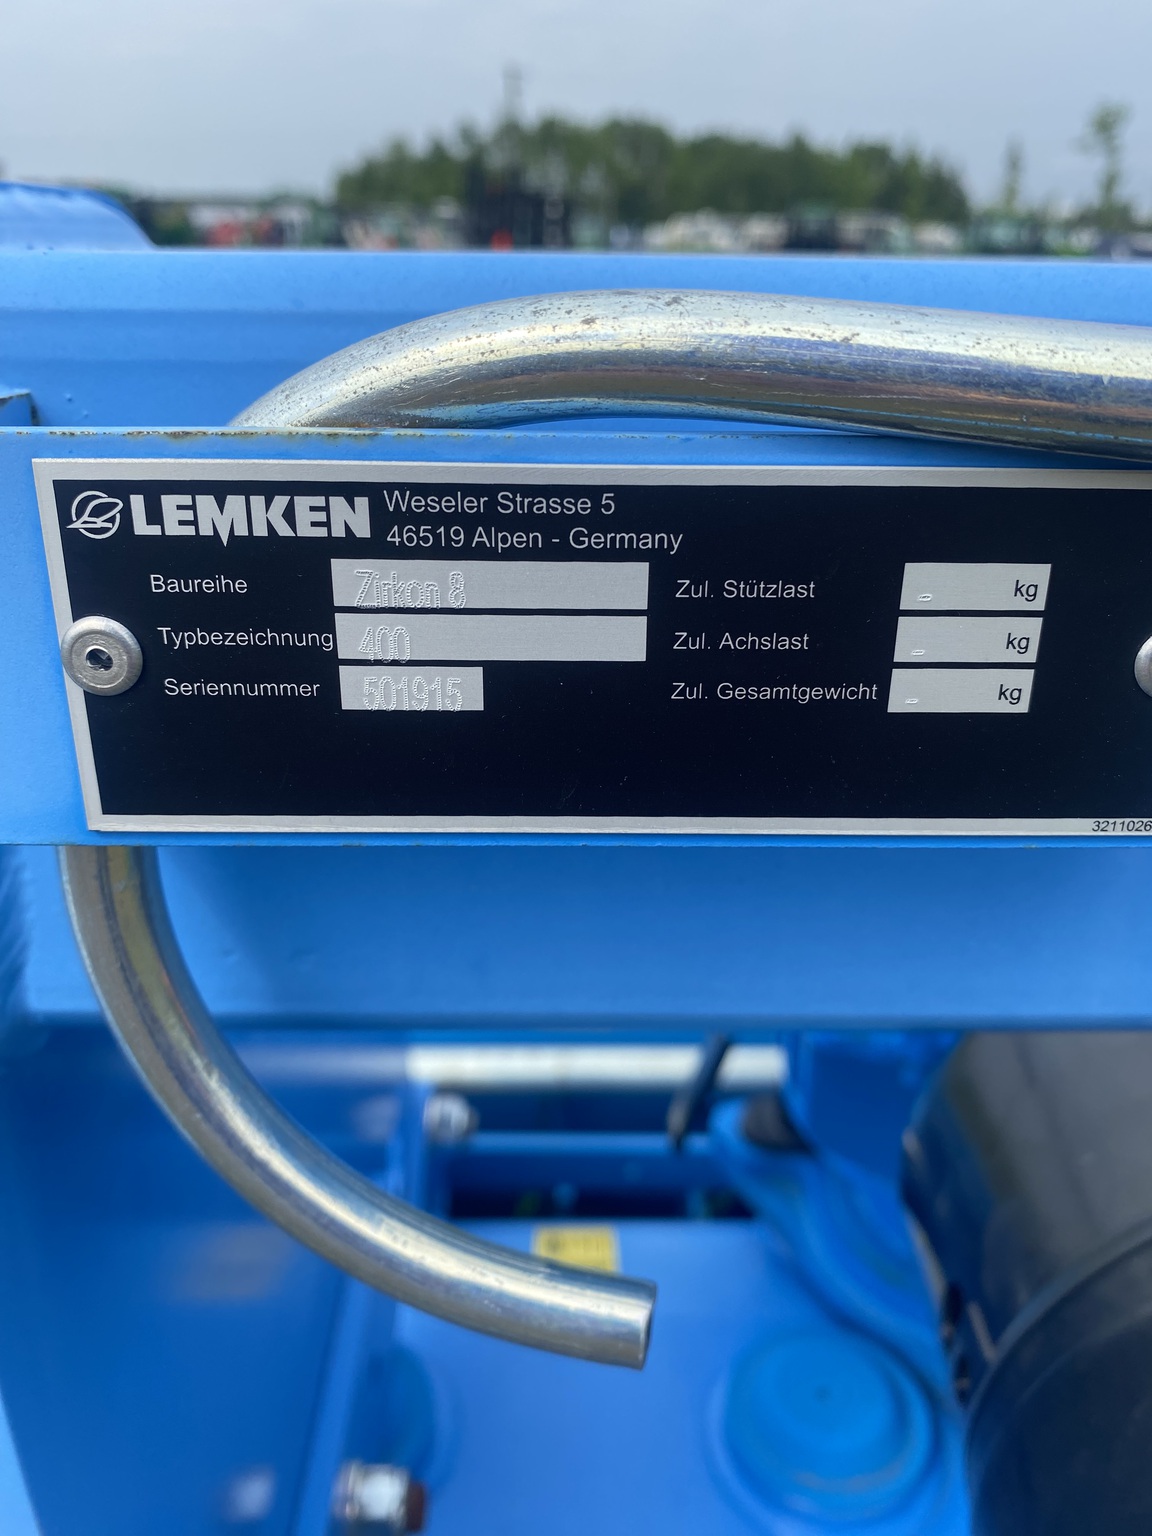 LEMKEN Weseler Strasse 5
46519 Alpen - Germany
Baureihe Zirkon 8 Zul. Stützlast - kg
Typbezeichnung 400 Zul. Achslast - kg
Seriennummer 501915 Zul. Gesamtgewicht - kg
3211026